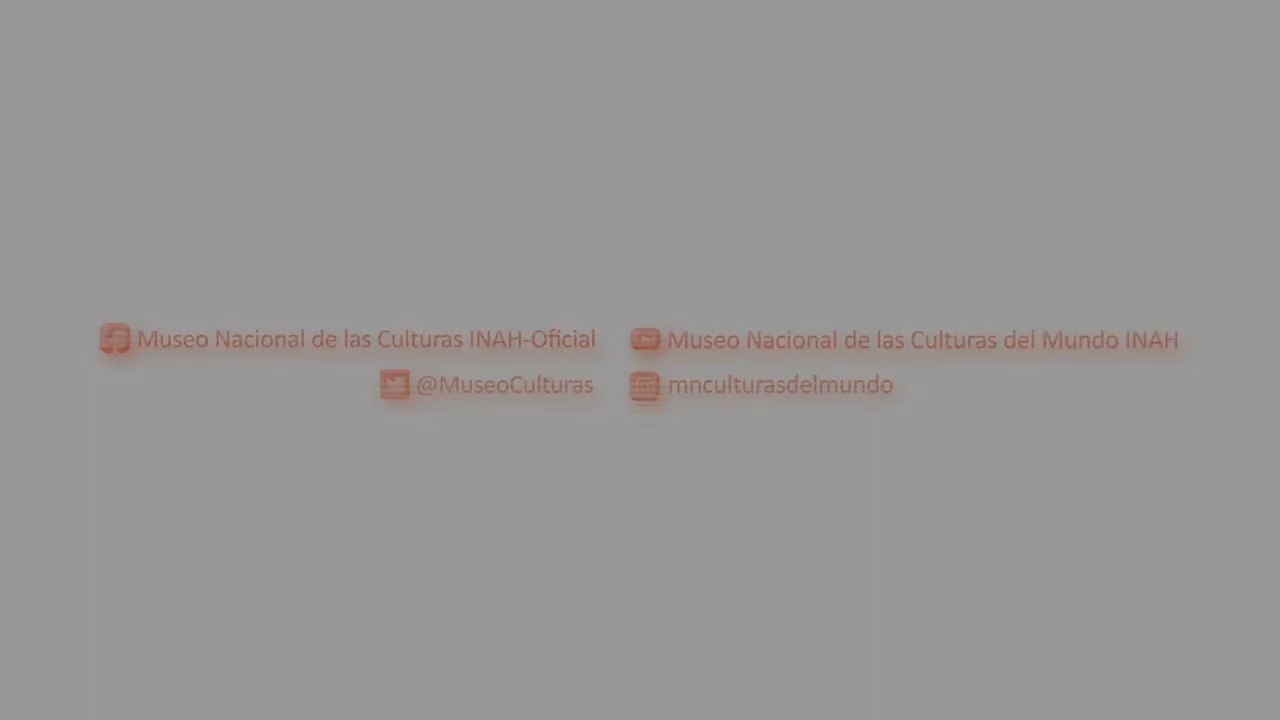 Museo Nacional de las Culturas INAH-Oficial
Museo Nacional de las Culturas del Mundo INAH
@MuseoCulturas
mnculturasdelmundo